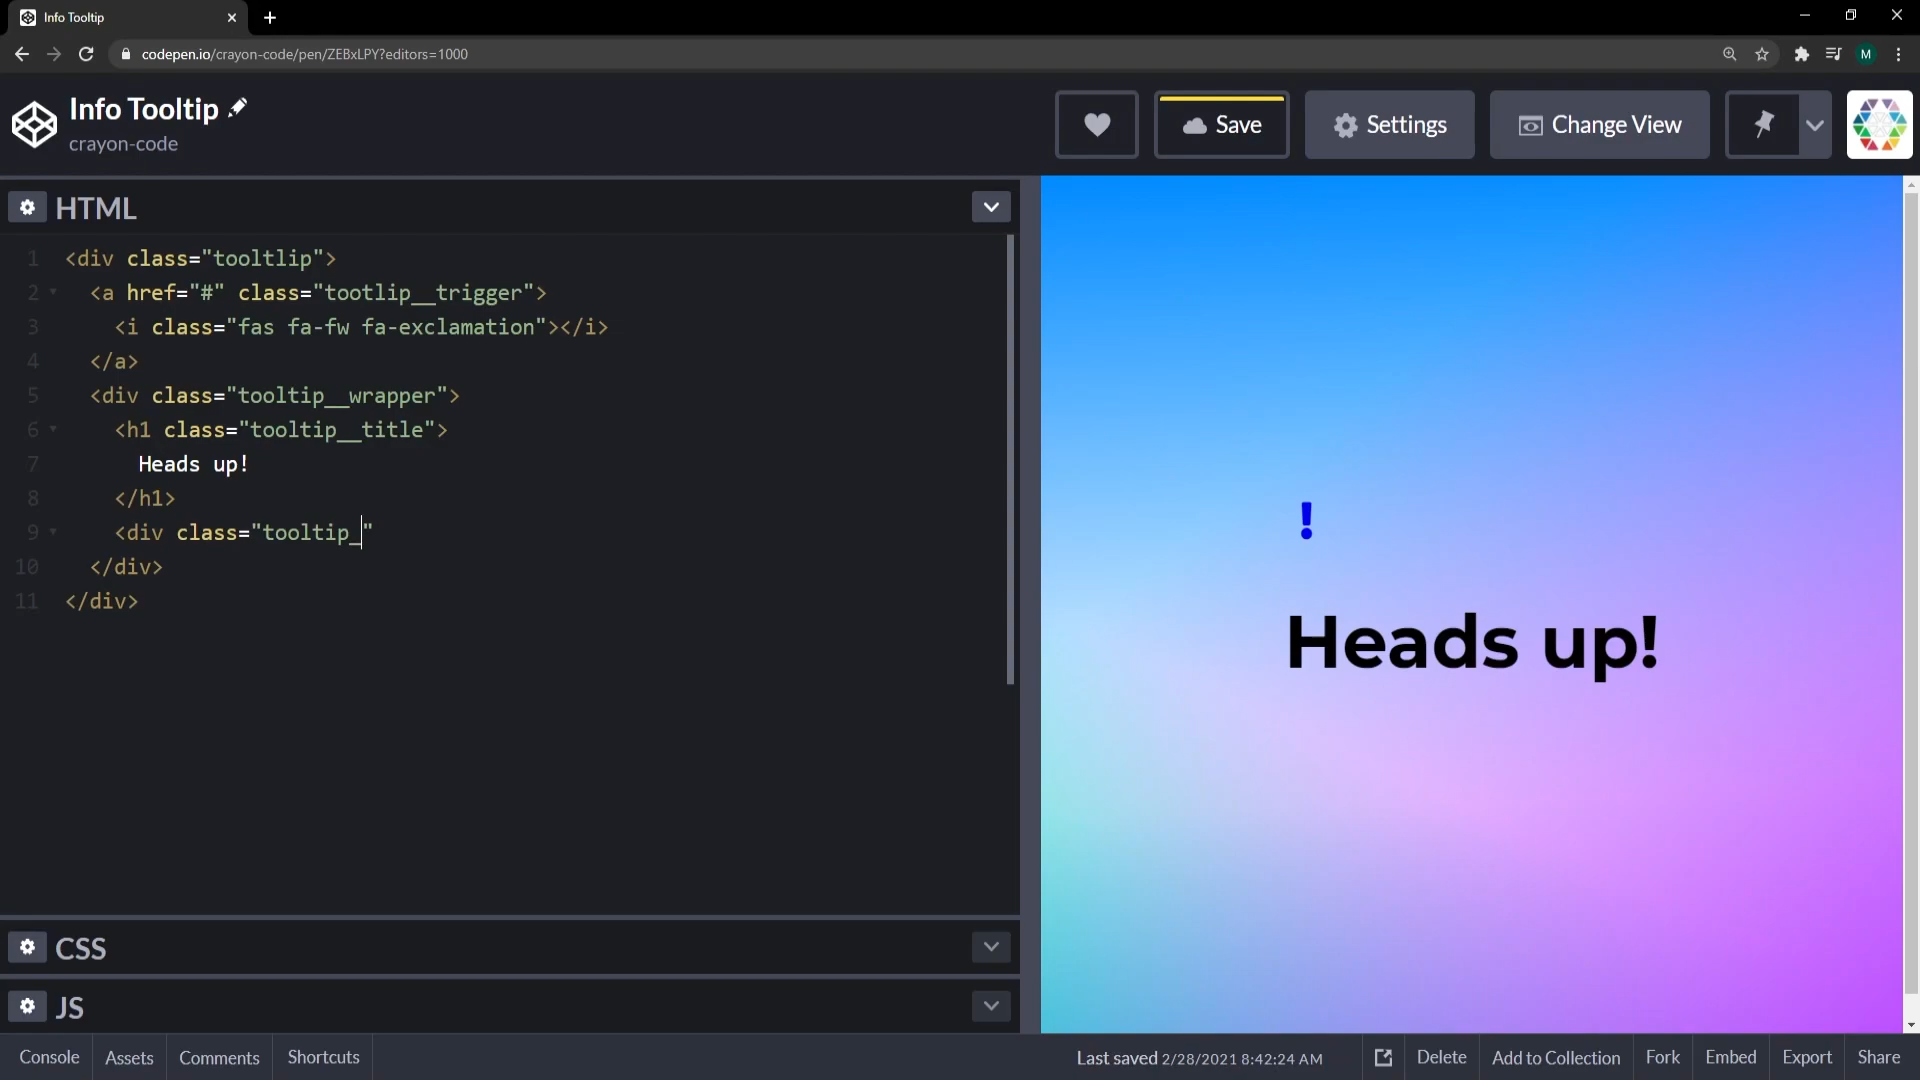 Info Tooltip
codepen.io/crayon-code/pen/ZEBxLPY?editors=1000
M
Info Tooltip
crayon-code
Save
Settings
Change View
HTML
1 <div class="tooltlip">
2 <a href="#" class="tootlip__trigger">
3 <i class="fas fa-fw fa-exclamation"></i>
4 </a>
5 <div class="tooltip__wrapper">
6 <h1 class="tooltip__title">
7 Heads up!
8 </h1>
9 <div class="tooltip_"
10 </div>
11 </div>
!
Heads up!
CSS
JS
Console Assets Comments Shortcuts Last saved 2/28/2021 8:42:24 AM Delete Add to Collection Fork Embed Export Share